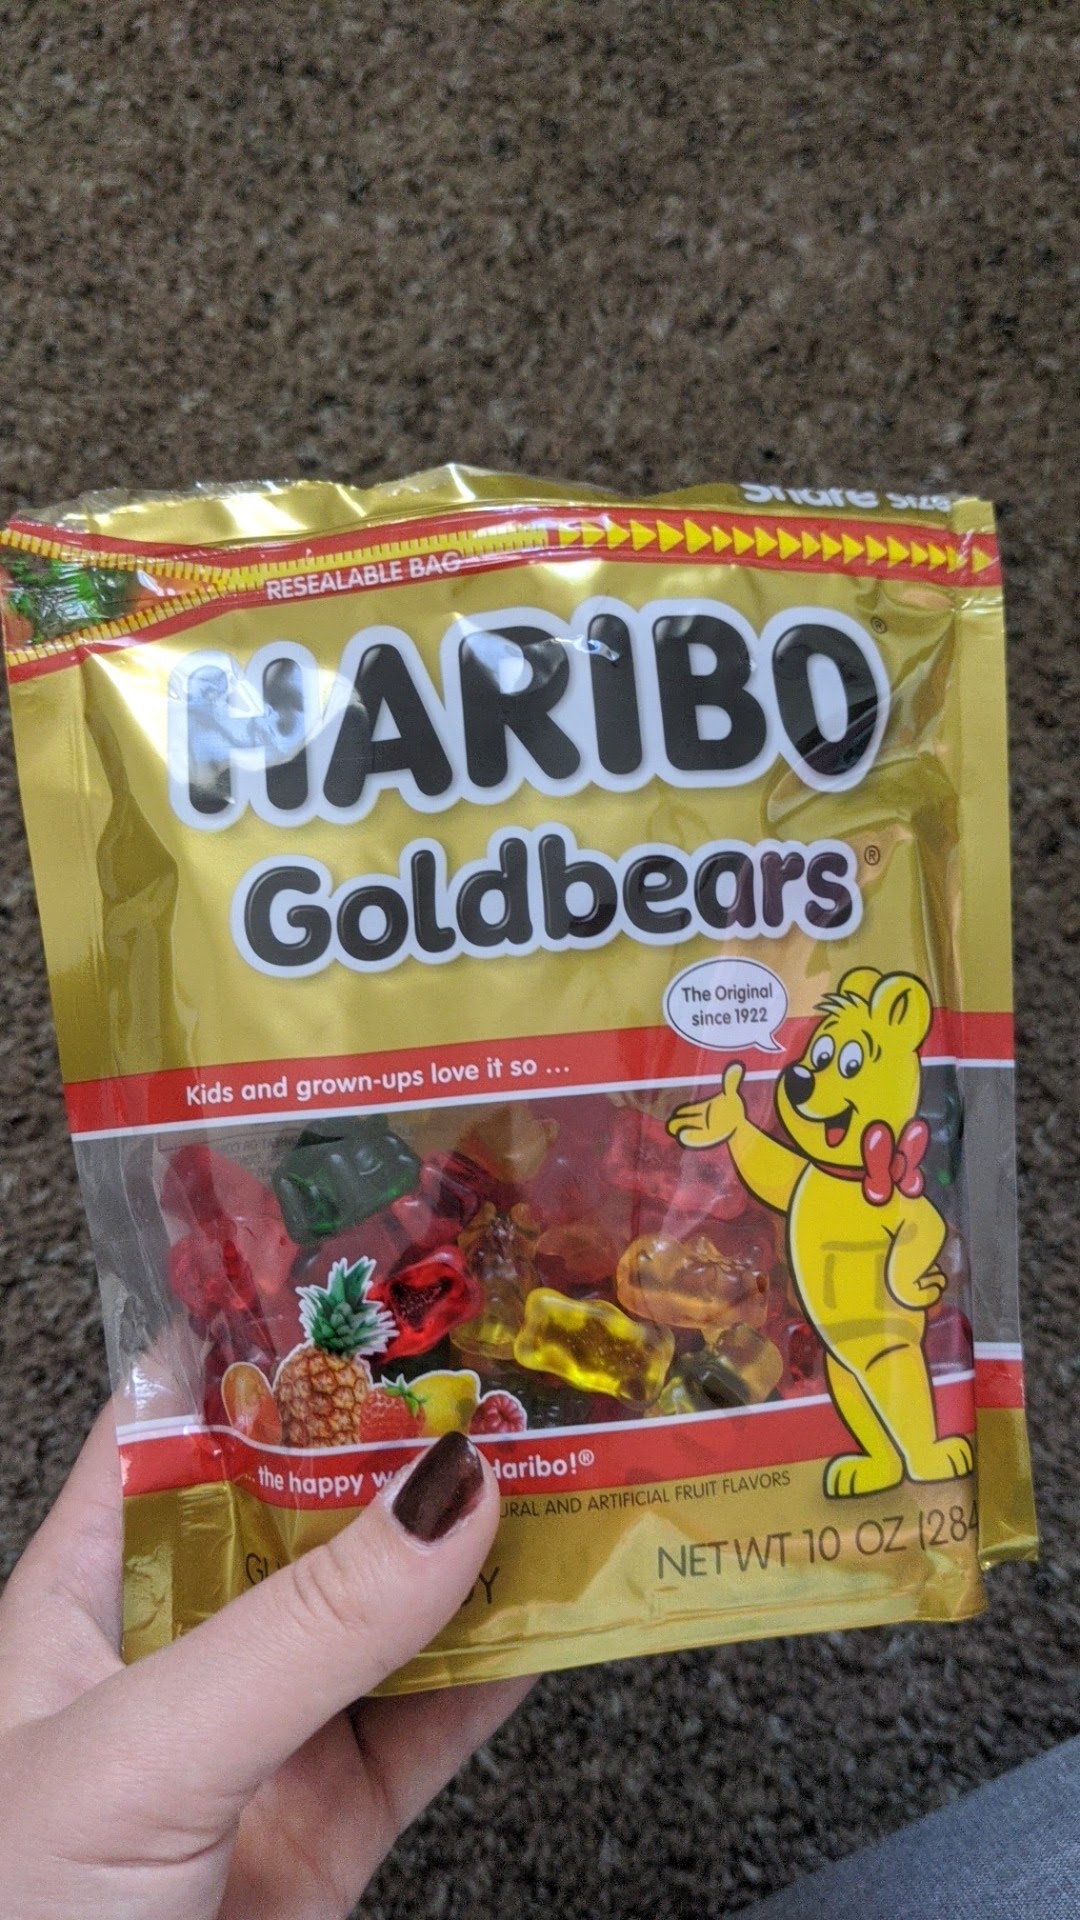 Share size
RESEALABLE BAG
HARIBO®
Goldbears®
The Original
since 1922
Kids and grown-ups love it so ...
... the happy Haribo!®
AND ARTIFICIAL FRUIT FLAVORS
NET WT 10 OZ (284